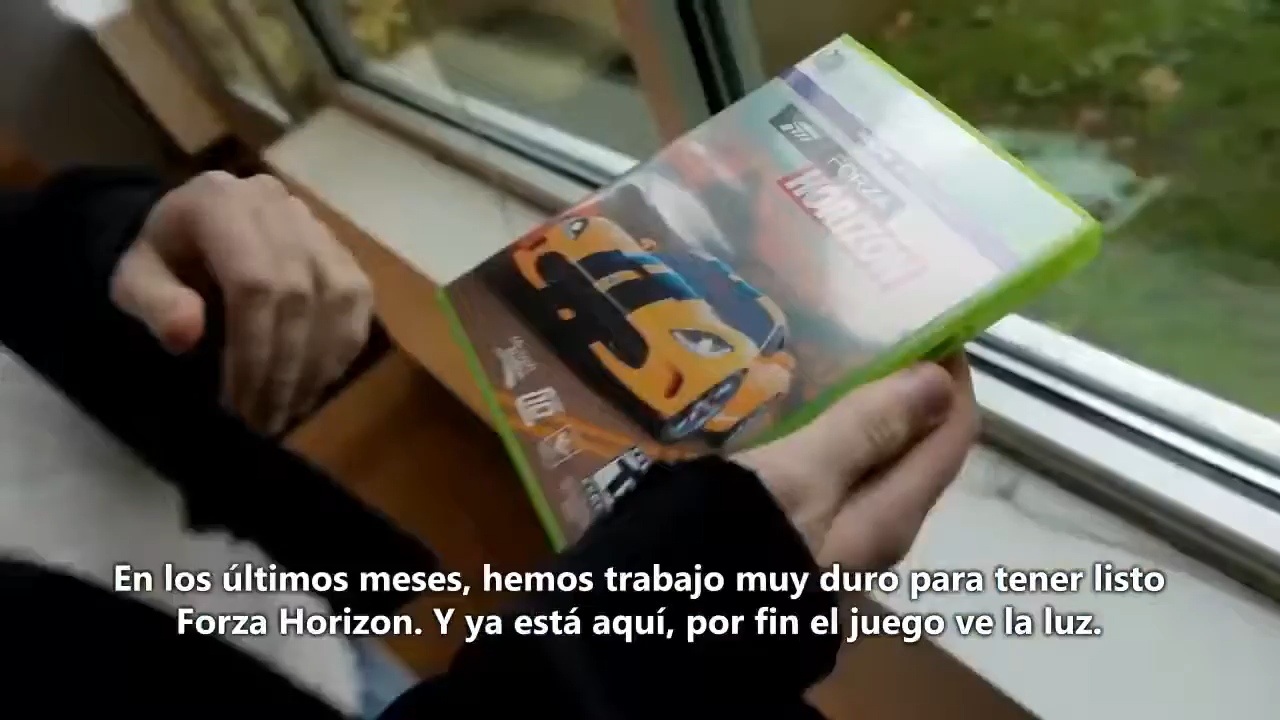 FORZA
HORIZON
En los últimos meses, hemos trabajo muy duro para tener listo
Forza Horizon. Y ya está aquí, por fin el juego ve la luz.